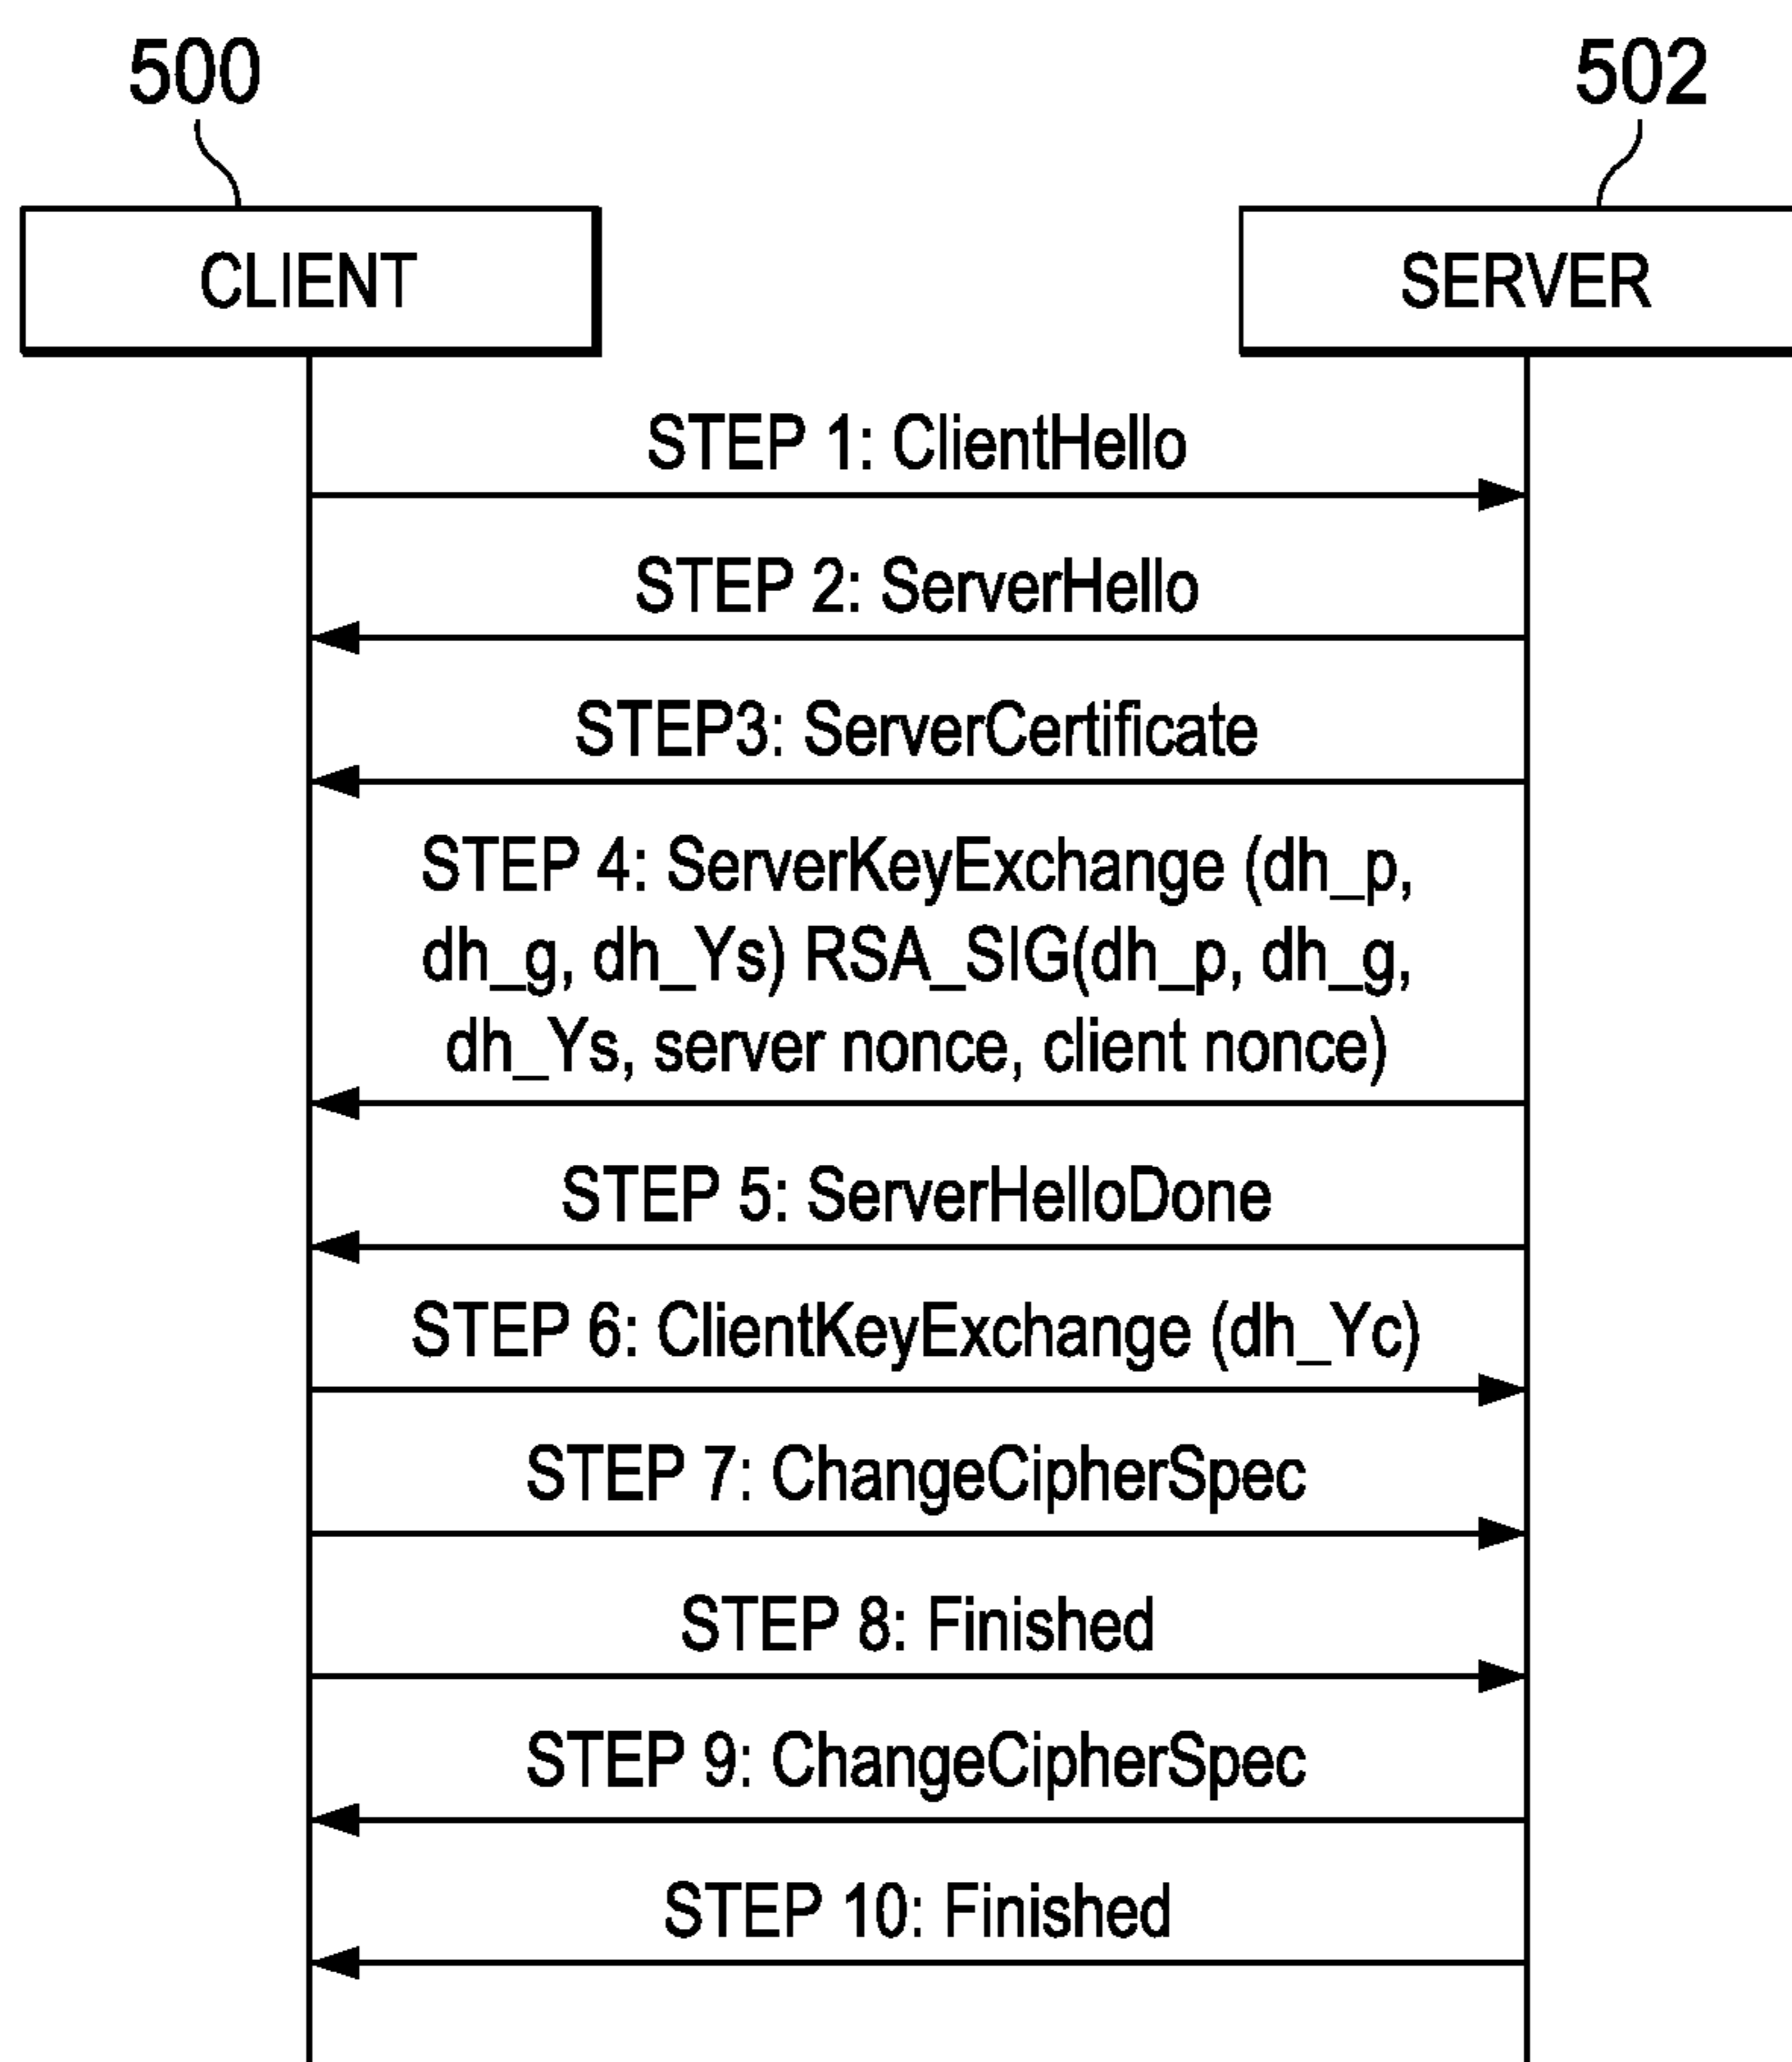 500
502
CLIENT
SERVER
STEP 1: ClientHello
STEP 2: ServerHello
STEP3: ServerCertificate
STEP 4: ServerKeyExchange (dh_p,
dh_g, dh_Ys) RSA_SIG(dh_p, dh_g,
dh_Ys, server nonce, client nonce)
STEP 5: ServerHelloDone
STEP 6: ClientKeyExchange (dh_Yc)
STEP 7: ChangeCipherSpec
STEP 8: Finished
STEP 9: ChangeCipherSpec
STEP 10: Finished